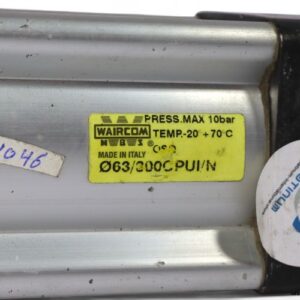 PRESS.MAX 10bar
WAIRCOM TEMP.-20 +70°C
M B S
MADE IN ITALY
Ø63/300CPUI/N
1046